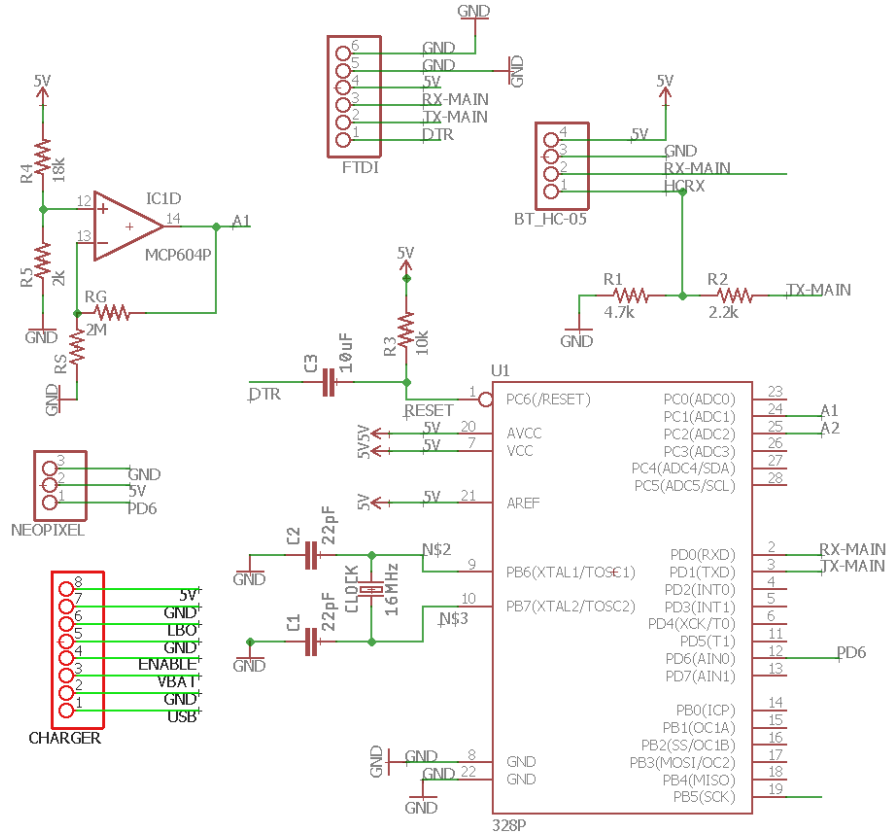 GND
6
GND
5
GND
GND
4
5V
3
RX-MAIN
2
TX-MAIN
1
DTR
FTDI
5V
R4
18k
12
IC1D
14
A1
13
MCP604P
R5
2k
RG
2M
GND
RS
GND
5V
4
5V
3
GND
2
RX-MAIN
1
HCRX
BT_HC-05
R1
4.7k
R2
2.2k
TX-MAIN
GND
5V
R3
10k
C3
10uF
DTR
RESET
U1
1
PC6(/RESET)
5V
5V
20
AVCC
5V
5V
7
VCC
5V
5V
21
AREF
C2
22pF
GND
N$2
9
PB6(XTAL1/TOSC1)
CLOCK
16MHz
10
PB7(XTAL2/TOSC2)
N$3
C1
22pF
GND
GND
GND
8
GND
GND
22
GND
GND
328P
PC0(ADC0)
23
PC1(ADC1)
24
A1
PC2(ADC2)
25
A2
PC3(ADC3)
26
PC4(ADC4/SDA)
27
PC5(ADC5/SCL)
28
PD0(RXD)
2
RX-MAIN
PD1(TXD)
3
TX-MAIN
PD2(INT0)
4
PD3(INT1)
5
PD4(XCK/T0)
6
PD5(T1)
11
PD6(AIN0)
12
PD6
PD7(AIN1)
13
PB0(ICP)
14
PB1(OC1A)
15
PB2(SS/OC1B)
16
PB3(MOSI/OC2)
17
PB4(MISO)
18
PB5(SCK)
19
3
GND
2
5V
1
PD6
NEOPIXEL
8
5V
7
GND
6
LBO
5
GND
4
ENABLE
3
VBAT
2
GND
1
USB
CHARGER